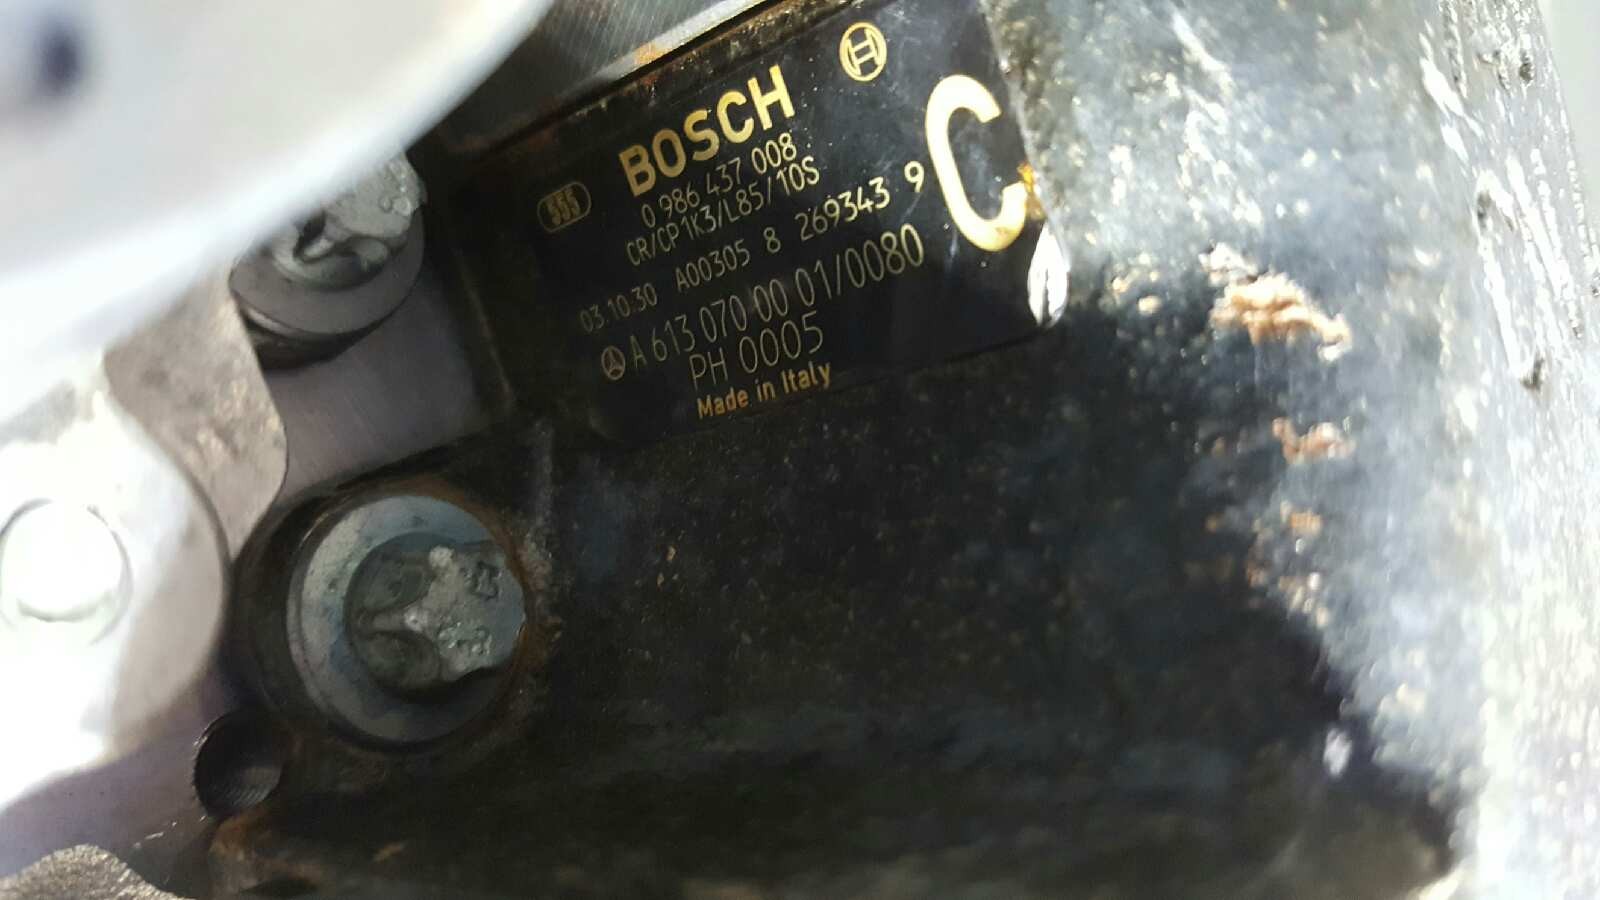 BOSCH
C
555
0 986 437 008
CR/CP1K3/L85/10S
03.10.30 A00305 8 269343 9
A 613 070 00 01/0080
PH 0005
Made in Italy